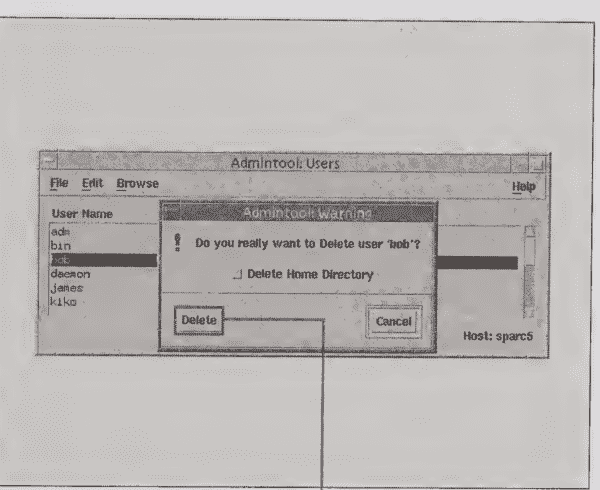 Admintool: Users
File Edit Browse Help
User Name
Admintool: Warning
adm
bin
bob
daemon
james
kiko
Do you really want to Delete user 'bob'?
Delete Home Directory
Delete
Cancel
Host: sparc5